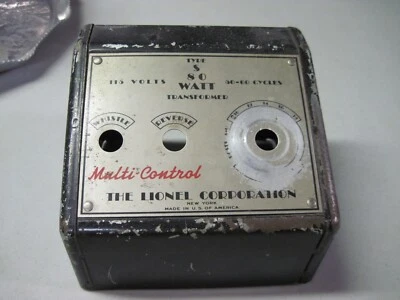 TYPE
S
115 VOLTS 80 50-60 CYCLES
WATT
TRANSFORMER
WHISTLE REVERSE
Multi-Control
THE LIONEL CORPORATION
NEW YORK
MADE IN U.S. OF AMERICA